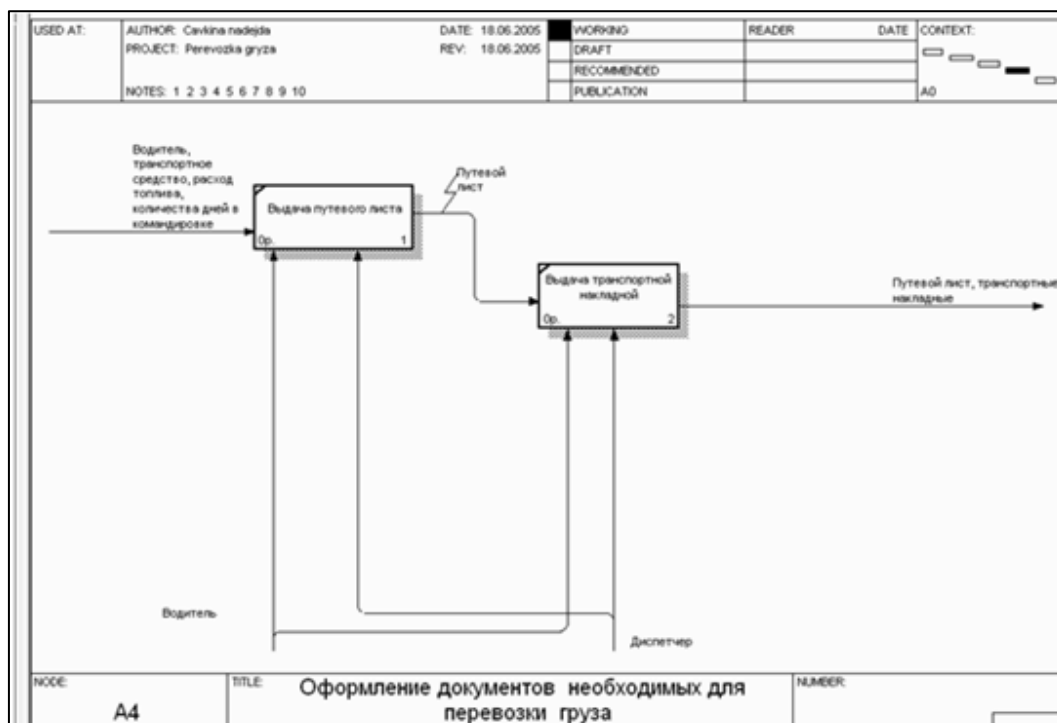 USED AT:
AUTHOR: Cavkina nadejda
DATE: 18.06.2005
WORKING
READER
DATE
CONTEXT:
PROJECT: Perevozka gryza
REV: 18.06.2005
DRAFT
RECOMMENDED
NOTES: 1 2 3 4 5 6 7 8 9 10
PUBLICATION
A0
Водитель,
транспортное
средство, расход
топлива,
количества дней в
командировке
Выдача путевого листа
0р.
1
Путевой
лист
Выдача транспортной
накладной
0р.
2
Путевой лист, транспортные
накладные
Водитель
Диспетчер
NODE:
A4
TITLE:
Оформление документов необходимых для
перевозки груза
NUMBER: